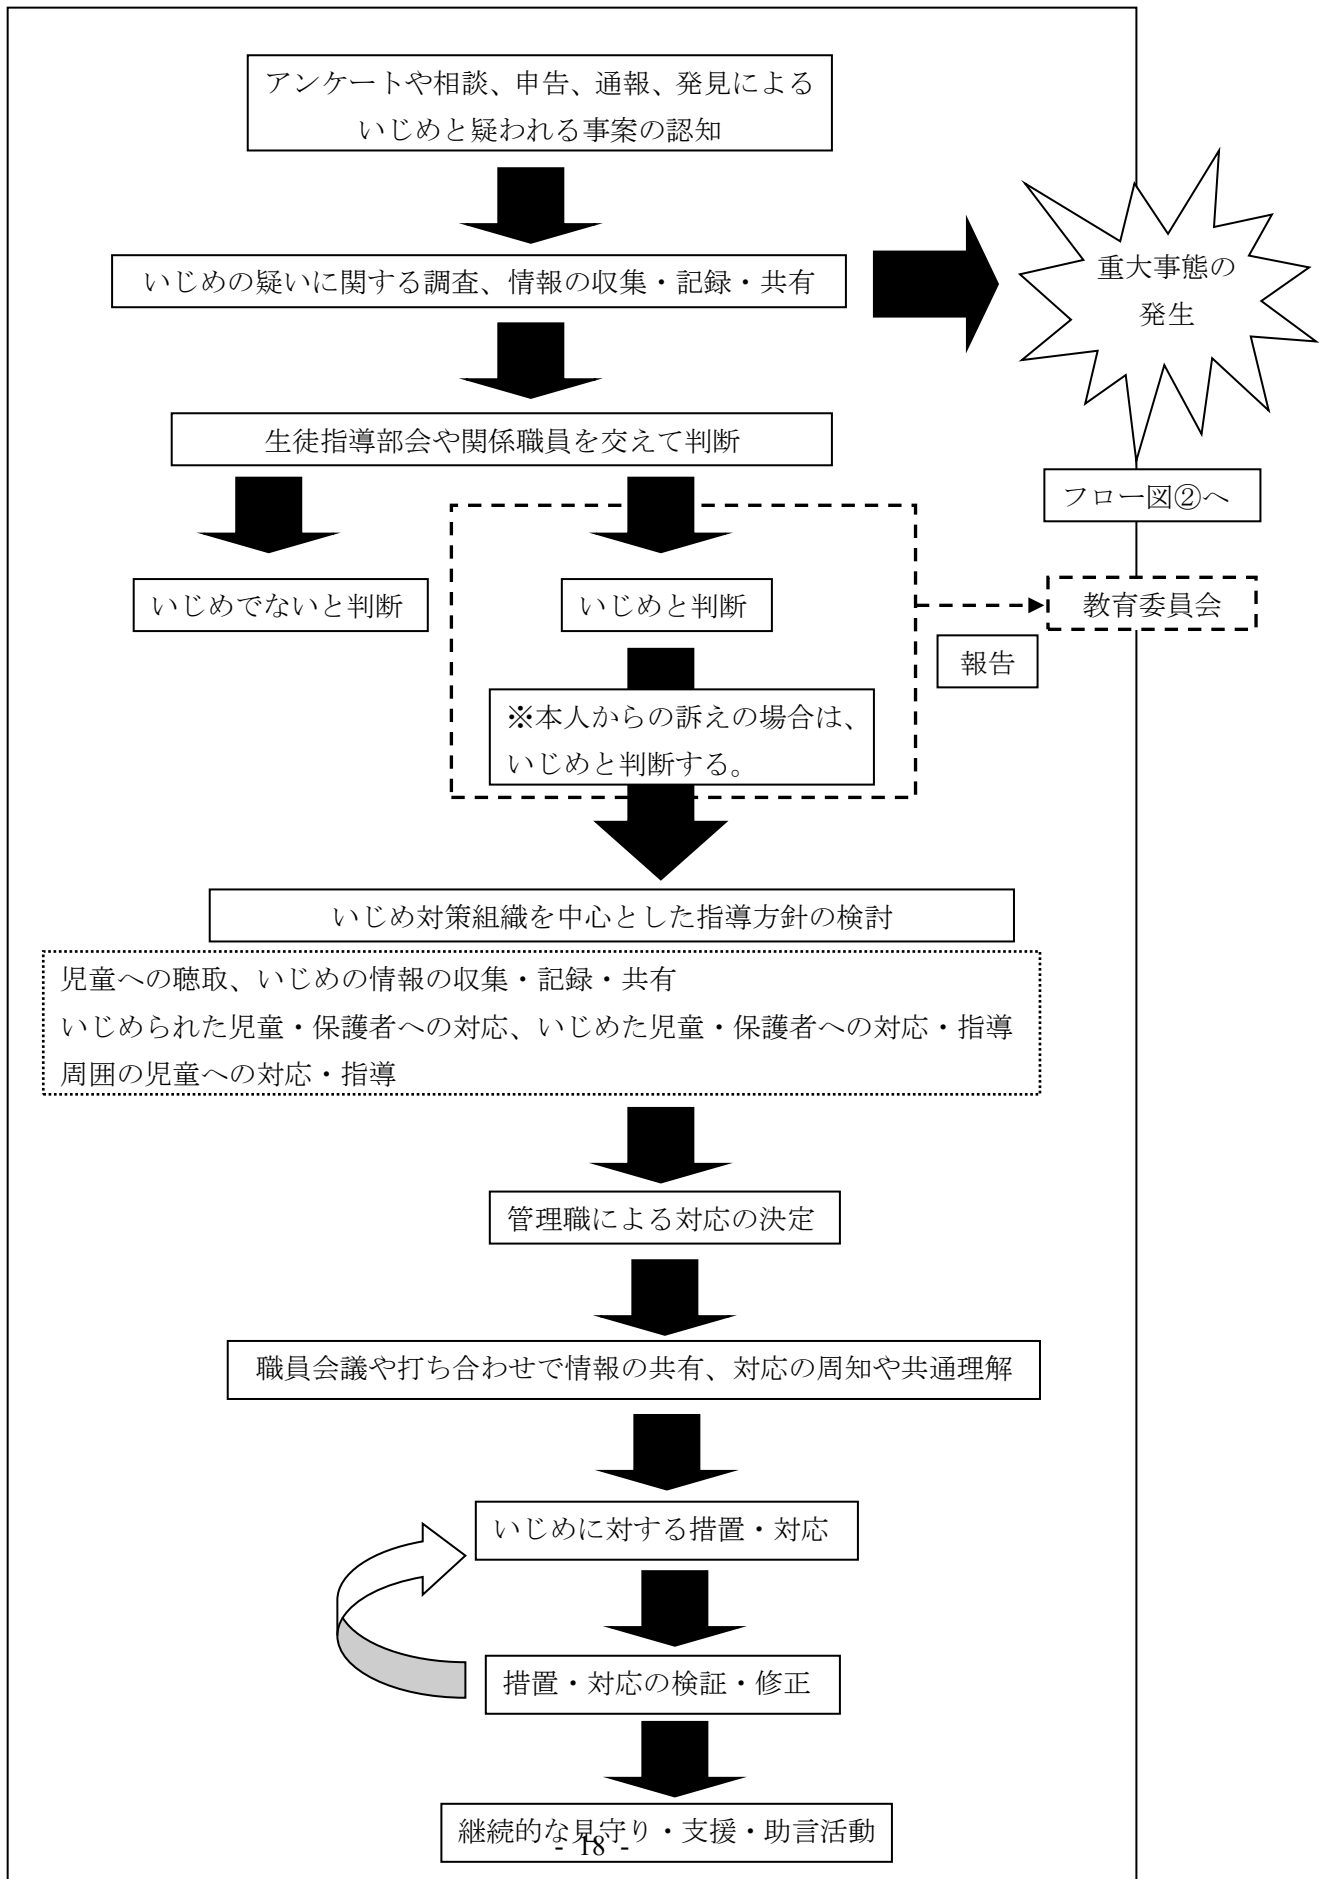 アンケートや相談、申告、通報、発見による
いじめと疑われる事案の認知
いじめの疑いに関する調査、情報の収集・記録・共有
重大事態の
発生
生徒指導部会や関係職員を交えて判断
フロー図②へ
いじめでないと判断
いじめと判断
教育委員会
報告
※本人からの訴えの場合は、
いじめと判断する。
いじめ対策組織を中心とした指導方針の検討
児童への聴取、いじめの情報の収集・記録・共有
いじめられた児童・保護者への対応、いじめた児童・保護者への対応・指導
周囲の児童への対応・指導
管理職による対応の決定
職員会議や打ち合わせで情報の共有、対応の周知や共通理解
いじめに対する措置・対応
措置・対応の検証・修正
継続的な見守り・支援・助言活動
- 18 -